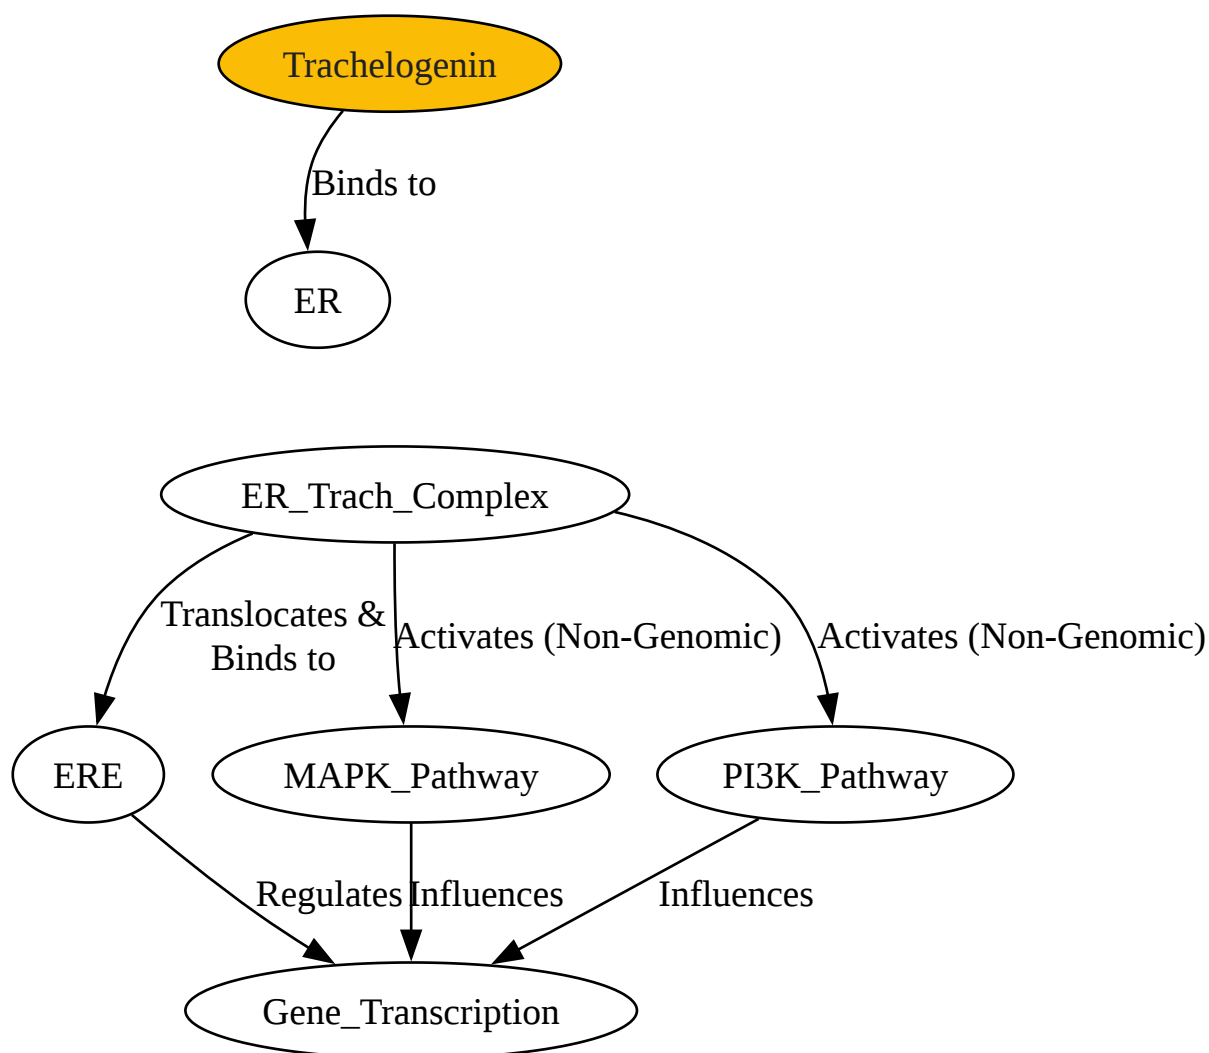 Trachelogenin
Binds to
ER
ER_Trach_Complex
Translocates &
Binds to
Activates (Non-Genomic)
Activates (Non-Genomic)
ERE
MAPK_Pathway
PI3K_Pathway
Regulates
Influences
Influences
Gene_Transcription